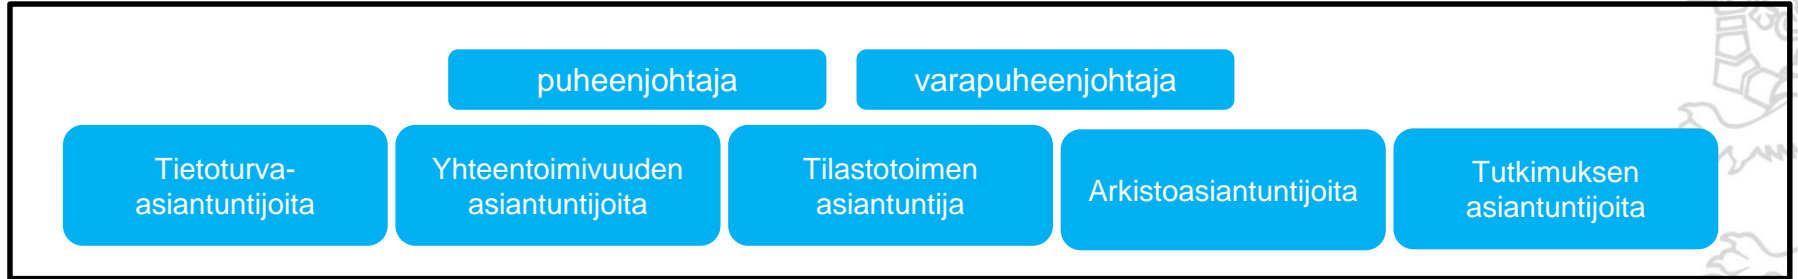 puheenjohtaja
varapuheenjohtaja
Tietoturva-
asiantuntijoita
Yhteentoimivuuden
asiantuntijoita
Tilastotoimen
asiantuntija
Arkistoasiantuntijoita
Tutkimuksen
asiantuntijoita